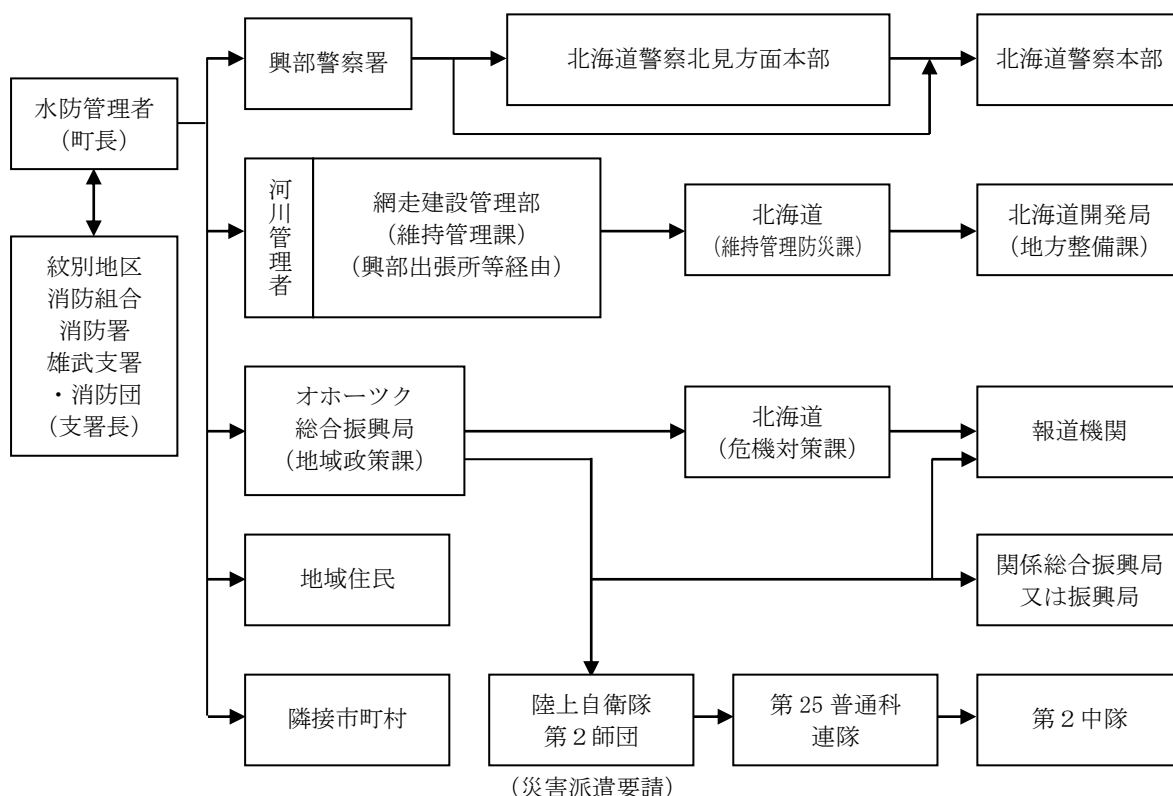 興部警察署
北海道警察北見方面本部
北海道警察本部
水防管理者
（町長）
紋別地区
消防組合
消防署
雄武支署
・消防団
（支署長）
河川管理者
網走建設管理部
（維持管理課）
（興部出張所等経由）
北海道
（維持管理防災課）
北海道開発局
（地方整備課）
オホーツク
総合振興局
（地域政策課）
北海道
（危機対策課）
報道機関
地域住民
関係総合振興局
又は振興局
隣接市町村
陸上自衛隊
第２師団
（災害派遣要請）
第 25 普通科
連隊
第２中隊